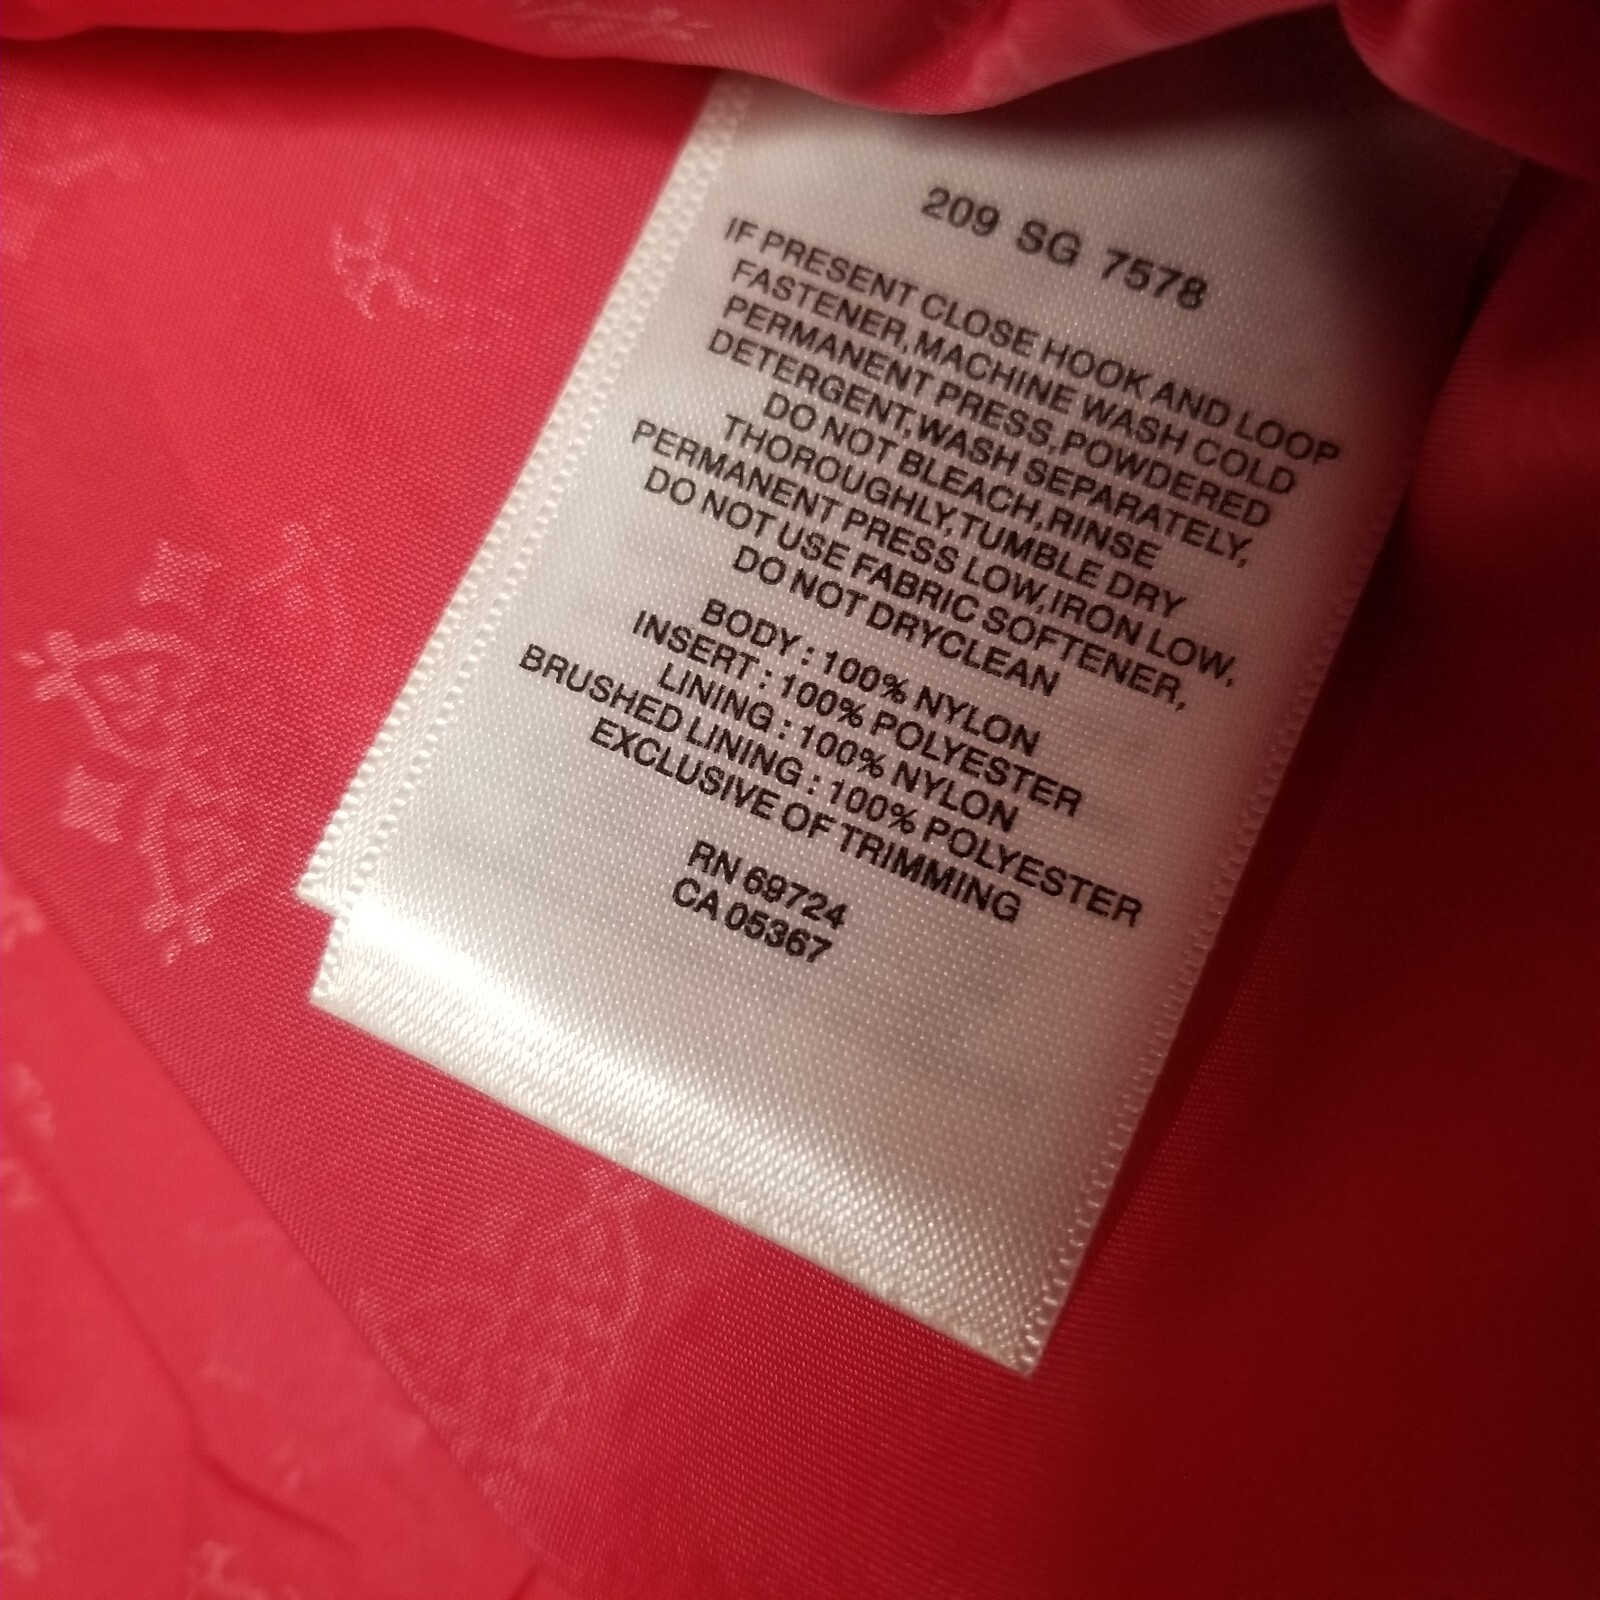 209 SG 7578
IF PRESENT CLOSE HOOK AND LOOP
FASTENER,MACHINE WASH COLD
PERMANENT PRESS,POWDERED
DETERGENT,WASH SEPARATELY,
DO NOT BLEACH,RINSE
THOROUGHLY,TUMBLE DRY
PERMANENT PRESS LOW,IRON LOW,
DO NOT USE FABRIC SOFTENER,
DO NOT DRYCLEAN
BODY : 100% NYLON
INSERT : 100% POLYESTER
LINING : 100% NYLON
BRUSHED LINING : 100% POLYESTER
EXCLUSIVE OF TRIMMING
RN 69724
CA 05367